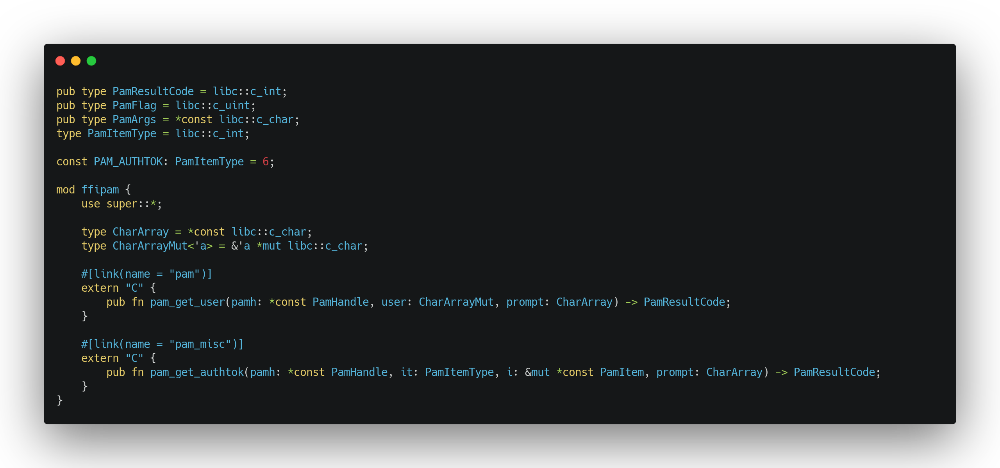 pub type PamResultCode = libc::c_int;
pub type PamFlag = libc::c_uint;
pub type PamArgs = *const libc::c_char;
type PamItemType = libc::c_int;

const PAM_AUTHTOK: PamItemType = 6;

mod ffipam {
    use super::*;

    type CharArray = *const libc::c_char;
    type CharArrayMut<'a> = &'a *mut libc::c_char;

    #[link(name = "pam")]
    extern "C" {
        pub fn pam_get_user(pamh: *const PamHandle, user: CharArrayMut, prompt: CharArray) -> PamResultCode;
    }

    #[link(name = "pam_misc")]
    extern "C" {
        pub fn pam_get_authtok(pamh: *const PamHandle, it: PamItemType, i: &mut *const PamItem, prompt: CharArray) -> PamResultCode;
    }
}